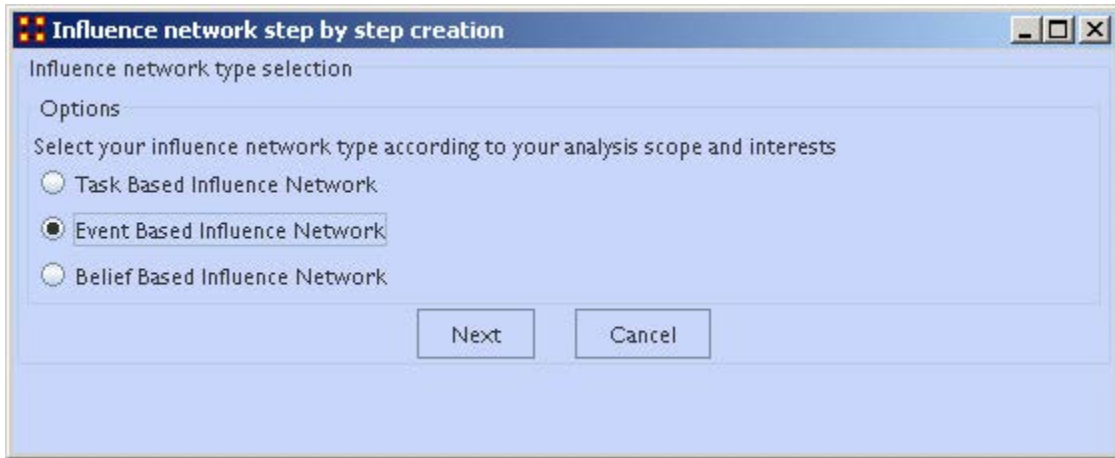 Influence network step by step creation
Influence network type selection
Options
Select your influence network type according to your analysis scope and interests
Task Based Influence Network
Event Based Influence Network
Belief Based Influence Network
Next Cancel